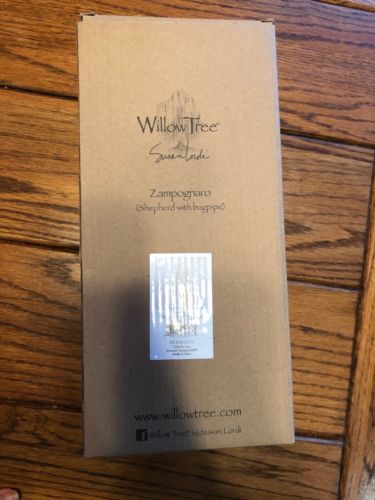 Willow Tree®
Susan Lordi
Zampognaro
(Shepherd with bagpipe)
www.willowtree.com
f Willow Tree® by Susan Lordi